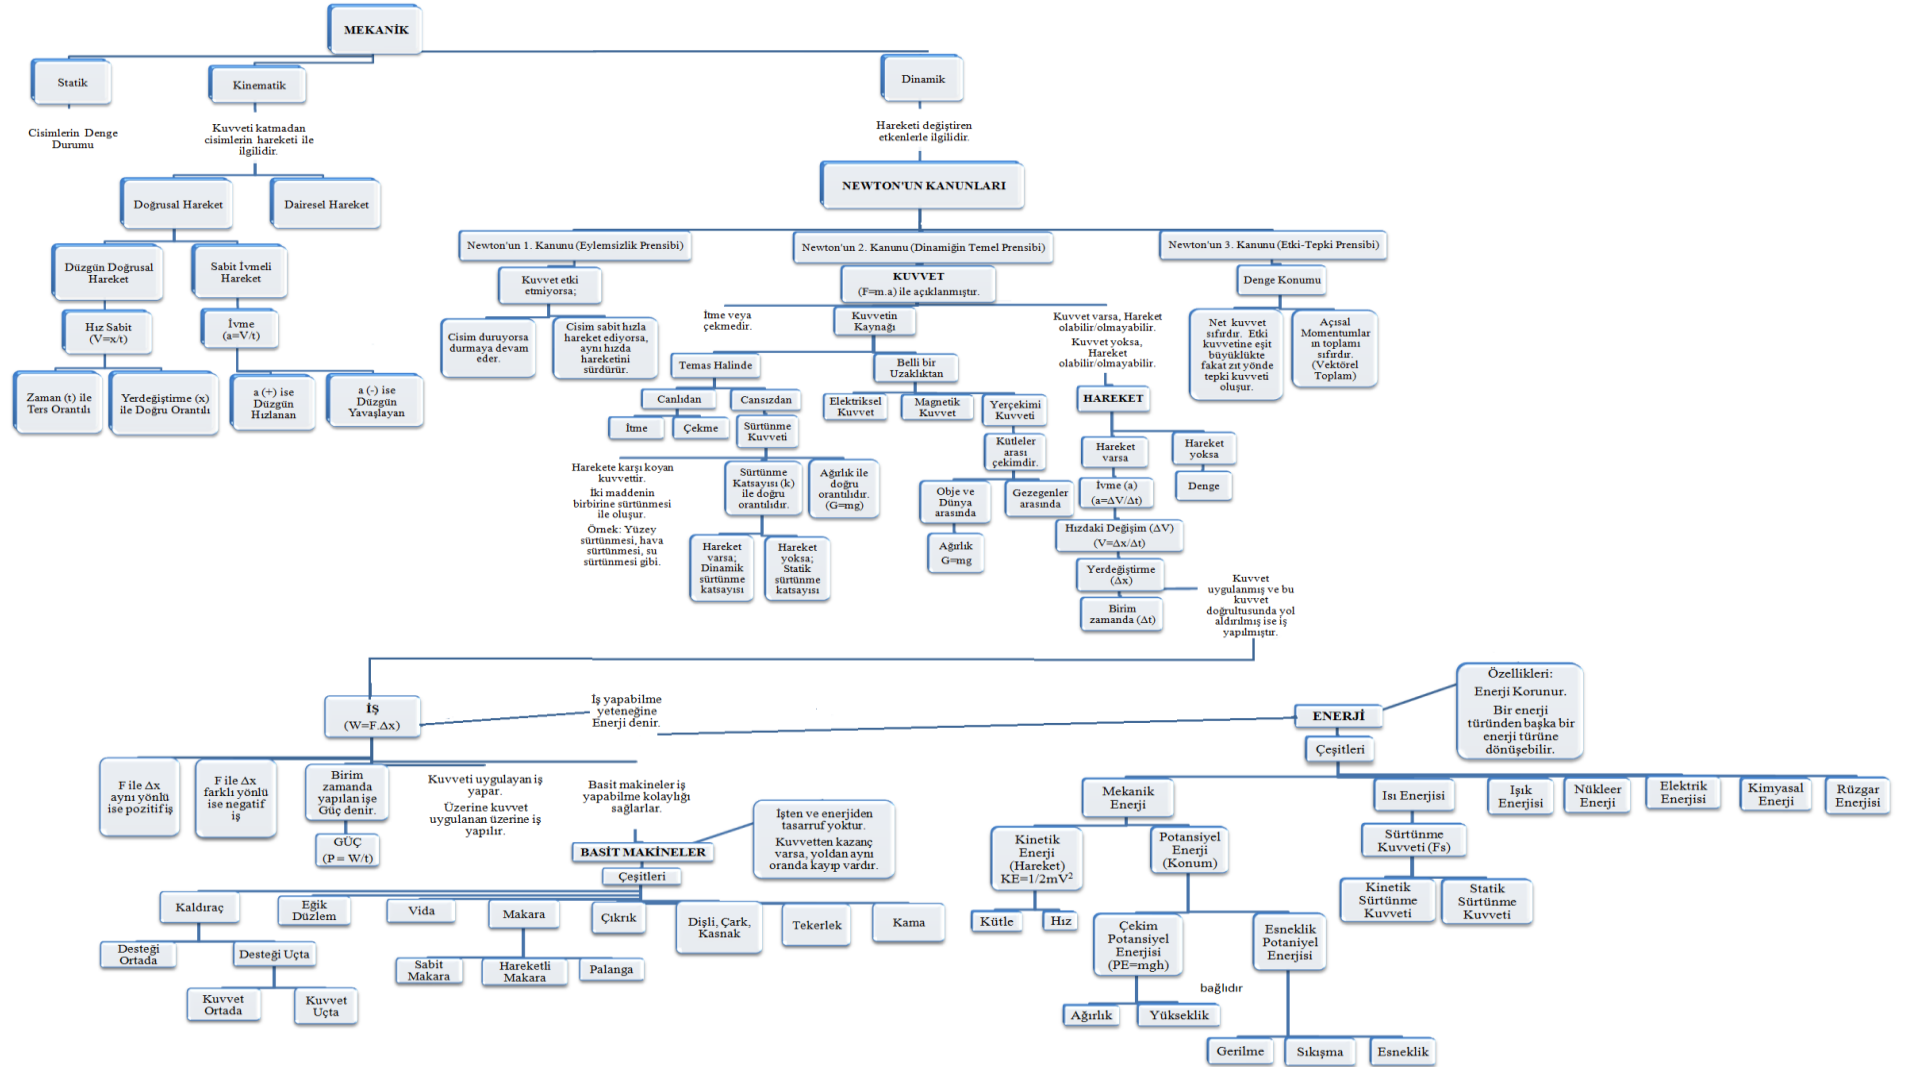 MEKANİK
Statik
Kinematik
Dinamik
Cisimlerin Denge
Durumu
Kuvveti katmadan
cisimlerin hareketi ile
ilgilidir.
Hareketi değiştiren
etkenlerle ilgilidir.
Doğrusal Hareket
Dairesel Hareket
NEWTON'UN KANUNLARI
Düzgün Doğrusal
Hareket
Sabit İvmeli
Hareket
Hız Sabit
(V=x/t)
İvme
(a=V/t)
Zaman (t) ile
Ters Orantılı
Yerdeğiştirme (x)
ile Doğru Orantılı
a (+) ise
Düzgün
Hızlanan
a (-) ise
Düzgün
Yavaşlayan
Newton'un 1. Kanunu (Eylemsizlik Prensibi)
Newton'un 2. Kanunu (Dinamiğin Temel Prensibi)
Newton'un 3. Kanunu (Etki-Tepki Prensibi)
Kuvvet etki
etmiyorsa;
Cisim duruyorsa
durmaya devam
eder.
Cisim sabit hızla
hareket ediyorsa,
aynı hızda
hareketini
sürdürür.
KUVVET
(F=m.a) ile açıklanmıştır.
İtme veya
çekmedir.
Kuvvetin
Kaynağı
Kuvvet varsa, Hareket
olabilir/olmayabilir.
Kuvvet yoksa,
Hareket
olabilir/olmayabilir.
Denge Konumu
Net kuvvet
sıfırdır. Etki
kuvvetine eşit
büyüklükte
fakat zıt yönde
tepki kuvveti
oluşur.
Açısal
Momentumlar
ın toplamı
sıfırdır.
(Vektörel
Toplam)
Temas Halinde
Belli bir
Uzaklıktan
Canlıdan
Cansızdan
İtme
Çekme
Sürtünme
Kuvveti
Elektriksel
Kuvvet
Magnetik
Kuvvet
Yerçekimi
Kuvveti
Kütleler
arası
çekimdir.
Harekete karşı koyan
kuvvettir.
İki maddenin
birbirine sürtünmesi
ile oluşur.
Örnek: Yüzey
sürtünmesi, hava
sürtünmesi, su
sürtünmesi gibi.
Sürtünme
Katsayısı (k)
ile doğru
orantılıdır.
Ağırlık ile
doğru
orantılıdır.
(G=mg)
Hareket
varsa;
Dinamik
sürtünme
katsayısı
Hareket
yoksa;
Statik
sürtünme
katsayısı
Obje ve
Dünya
arasında
Gezegenler
arasında
Ağırlık
G=mg
HAREKET
Hareket
varsa
Hareket
yoksa
İvme (a)
(a=ΔV/Δt)
Denge
Hızdaki Değişim (ΔV)
(V=Δx/Δt)
Yerdeğiştirme
(Δx)
Birim
zamanda (Δt)
Kuvvet
uygulanmış ve bu
kuvvet
doğrultusunda yol
aldırılmış ise iş
yapılmıştır.
İŞ
(W=F.Δx)
İş yapabilme
yeteneğine
Enerji denir.
ENERJİ
Özellikleri:
Enerji Korunur.
Bir enerji
türünden başka bir
enerji türüne
dönüşebilir.
F ile Δx
aynı yönlü
ise pozitif iş
F ile Δx
farklı yönlü
ise negatif
iş
Birim
zamanda
yapılan işe
Güç denir.
GÜÇ
(P = W/t)
Kuvveti uygulayan iş
yapar.
Üzerine kuvvet
uygulanan üzerine iş
yapılır.
Basit makineler iş
yapabilme kolaylığı
sağlarlar.
BASİT MAKİNELER
Çeşitleri
İşten ve enerjiden
tasarruf yoktur.
Kuvvetten kazanç
varsa, yoldan aynı
oranda kayıp vardır.
Kaldıraç
Eğik
Düzlem
Vida
Makara
Çıkrık
Dişli, Çark,
Kasnak
Tekerlek
Kama
Desteği
Ortada
Desteği Uçta
Kuvvet
Ortada
Kuvvet
Uçta
Sabit
Makara
Hareketli
Makara
Palanga
Çeşitleri
Mekanik
Enerji
Isı Enerjisi
Işık
Enerjisi
Nükleer
Enerji
Elektrik
Enerjisi
Kimyasal
Enerji
Rüzgar
Enerjisi
Kinetik
Enerji
(Hareket)
KE=1/2mV²
Potansiyel
Enerji
(Konum)
Sürtünme
Kuvveti (Fs)
Kinetik
Sürtünme
Kuvveti
Statik
Sürtünme
Kuvveti
Kütle
Hız
Çekim
Potansiyel
Enerjisi
(PE=mgh)
Esneklik
Potaniyel
Enerjisi
bağlıdır
Ağırlık
Yükseklik
Gerilme
Sıkışma
Esneklik